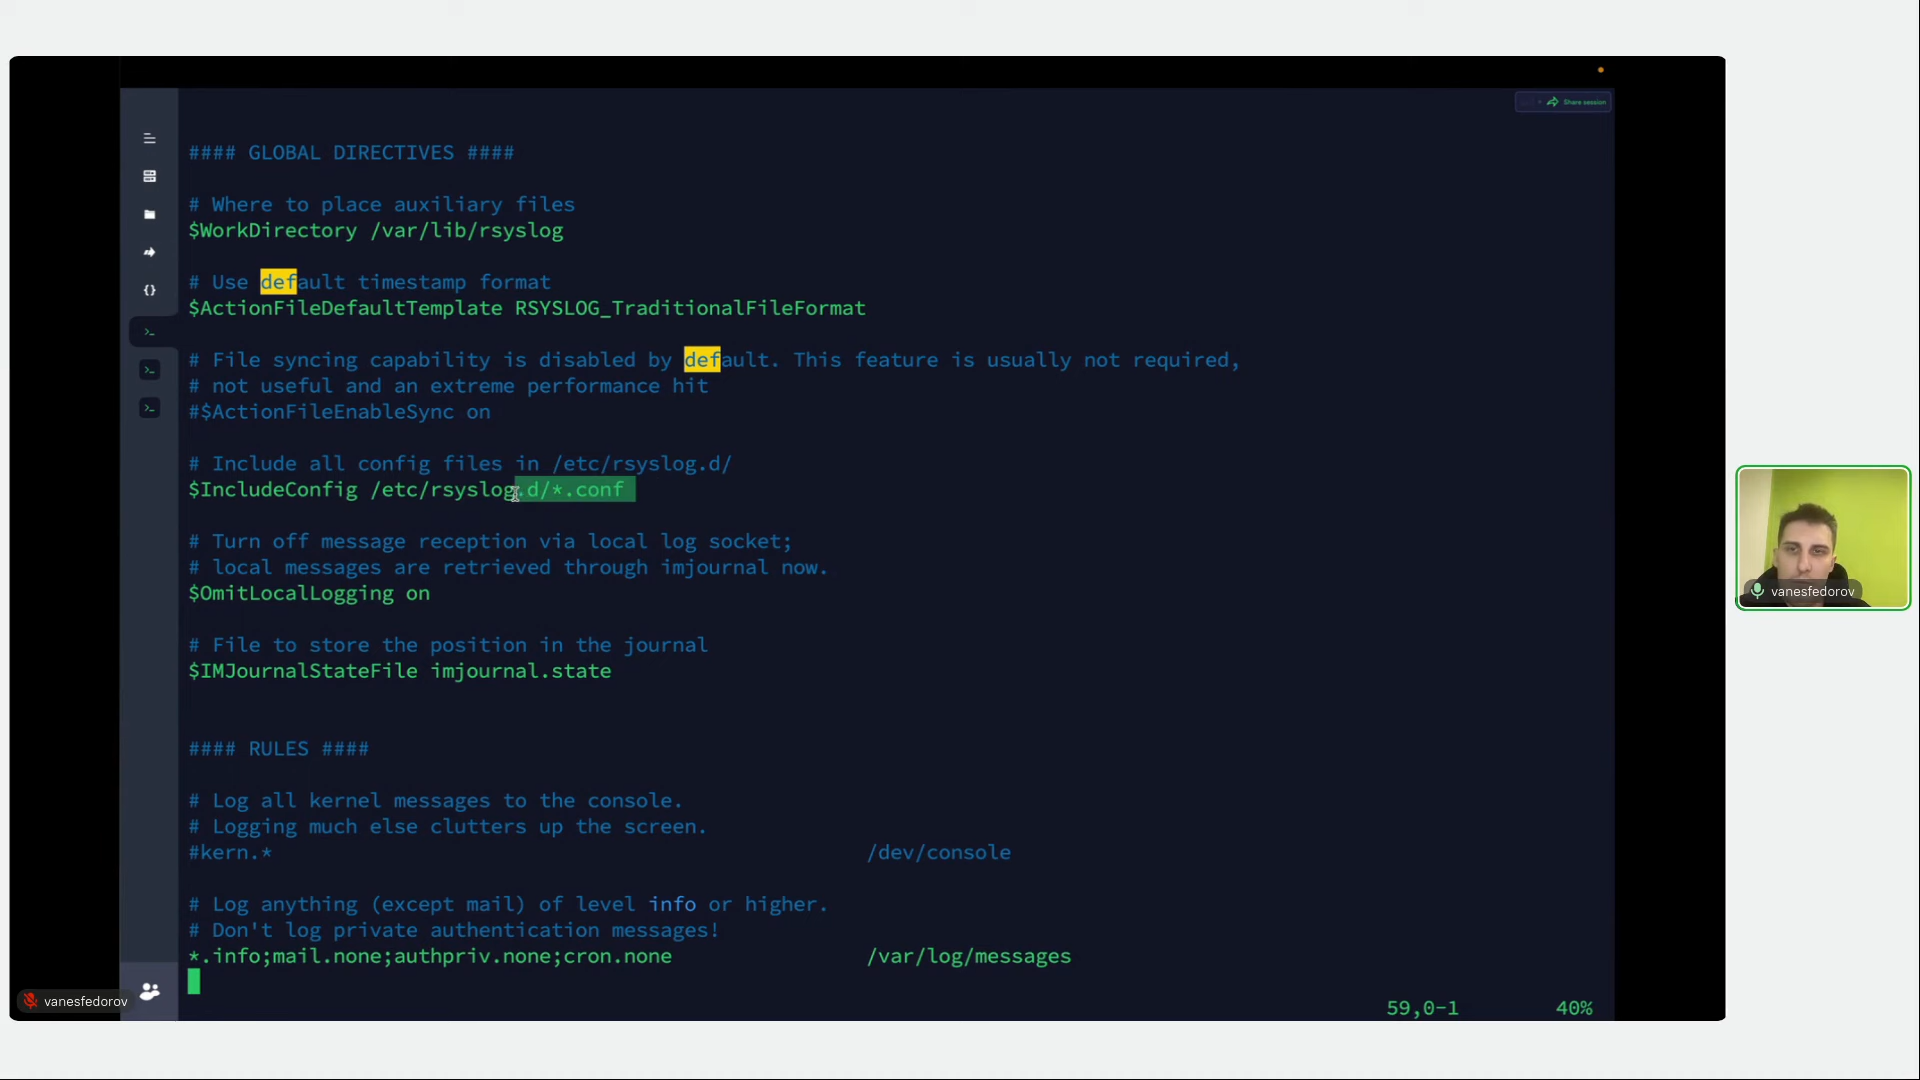 Share session
#### GLOBAL DIRECTIVES ####
# Where to place auxiliary files
$WorkDirectory /var/lib/rsyslog
# Use default timestamp format
$ActionFileDefaultTemplate RSYSLOG_TraditionalFileFormat
# File syncing capability is disabled by default. This feature is usually not required,
# not useful and an extreme performance hit
#$ActionFileEnableSync on
# Include all config files in /etc/rsyslog.d/
$IncludeConfig /etc/rsyslog.d/*.conf
# Turn off message reception via local log socket;
# local messages are retrieved through imjournal now.
$OmitLocalLogging on
# File to store the position in the journal
$IMJournalStateFile imjournal.state
#### RULES ####
# Log all kernel messages to the console.
# Logging much else clutters up the screen.
#kern.* /dev/console
# Log anything (except mail) of level info or higher.
# Don't log private authentication messages!
*.info;mail.none;authpriv.none;cron.none /var/log/messages
59,0-1 40%
vanesfedorov
vanesfedorov